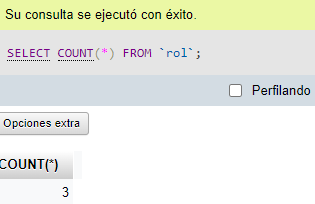 Su consulta se ejecutó con éxito.
SELECT COUNT(*) FROM `rol`;
Perfilando
Opciones extra
COUNT(*)
3